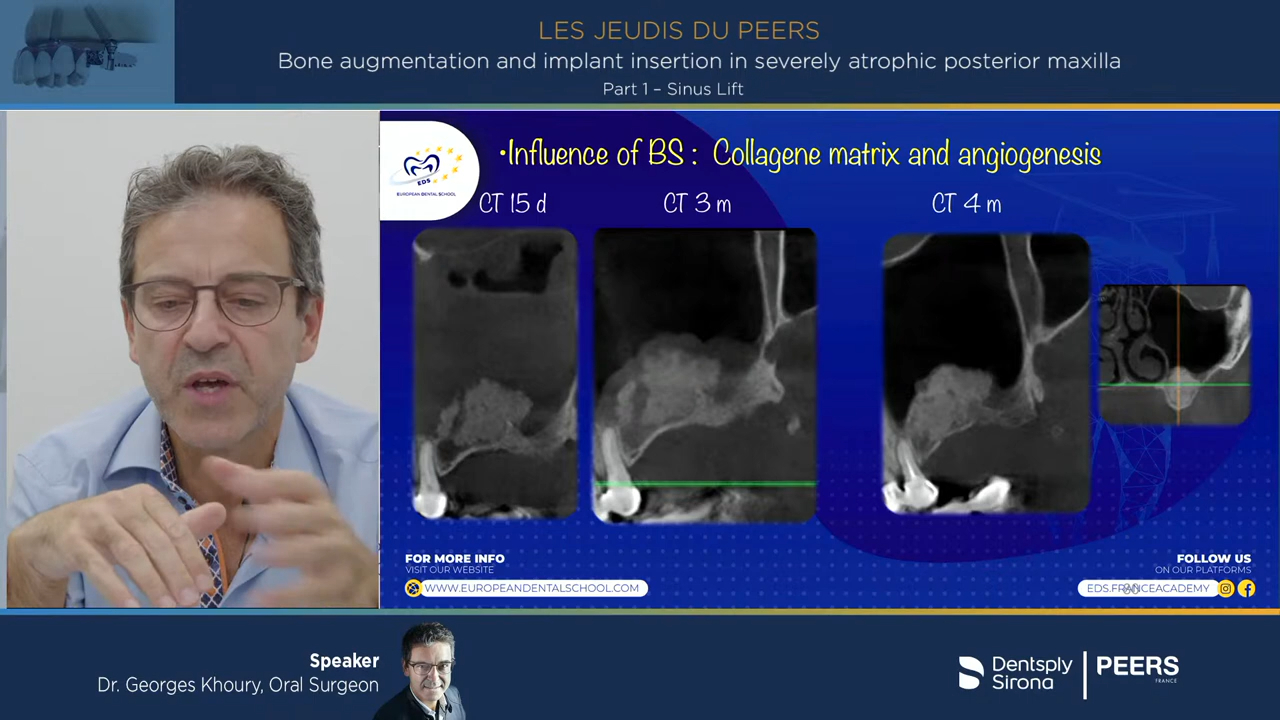 LES JEUDIS DU PEERS
Bone augmentation and implant insertion in severely atrophic posterior maxilla
Part 1 – Sinus Lift
EDS
EUROPEAN DENTAL SCHOOL
•Influence of BS : Collagene matrix and angiogenesis
CT 15 d
CT 3 m
CT 4 m
FOR MORE INFO
VISIT OUR WEBSITE
WWW.EUROPEANDENTALSCHOOL.COM
FOLLOW US
ON OUR PLATFORMS
Speaker
Dr. Georges Khoury, Oral Surgeon
Dentsply
Sirona
PEERS
FRANCE